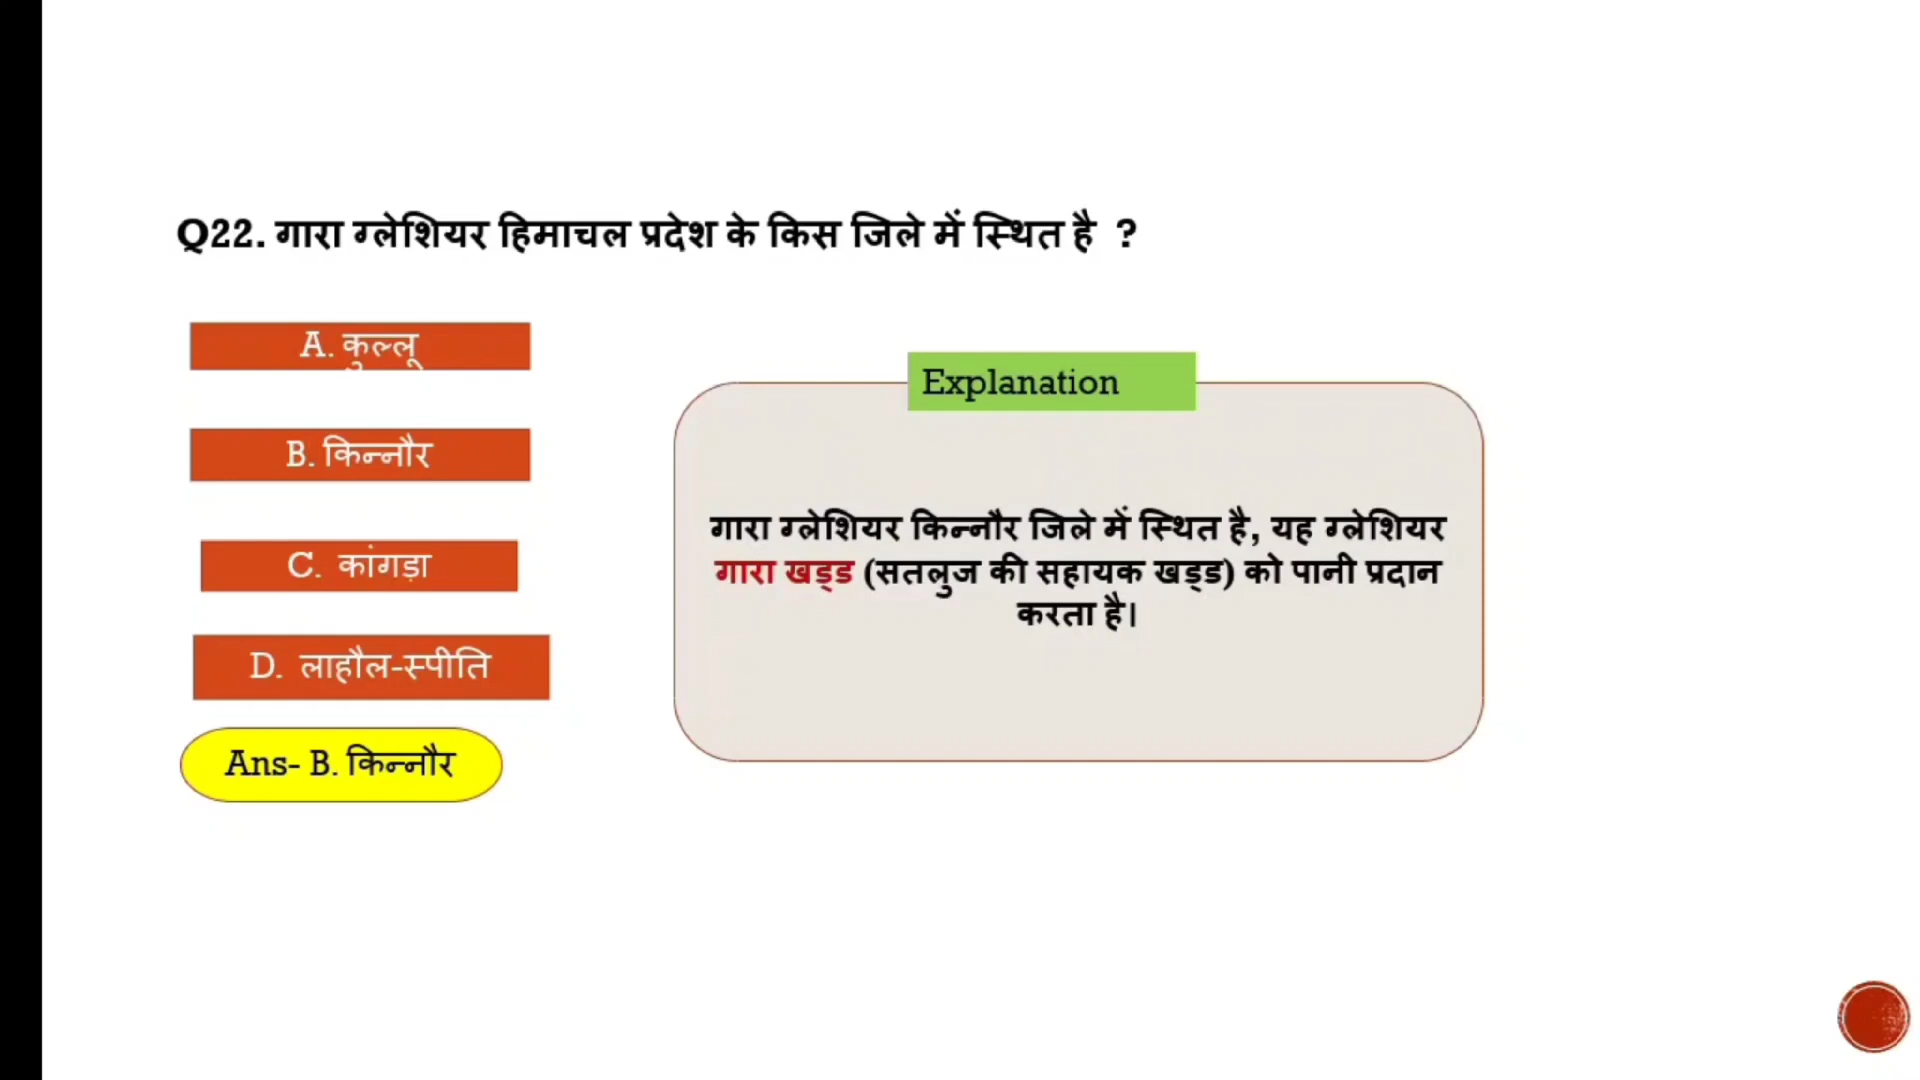 Q22. गारा ग्लेशियर हिमाचल प्रदेश के किस जिले में स्थित है ?
A. कुल्लू
B. किन्नौर
C. कांगड़ा
D. लाहौल-स्पीति
Ans- B. किन्नौर
Explanation
गारा ग्लेशियर किन्नौर जिले में स्थित है, यह ग्लेशियर
गारा खड्ड (सतलुज की सहायक खड्ड) को पानी प्रदान
करता है।